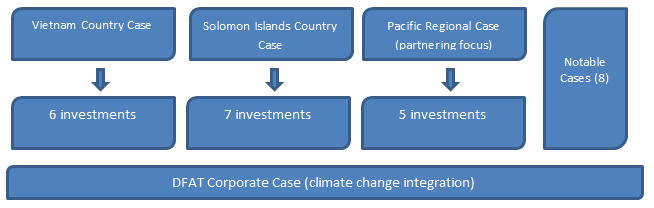 Vietnam Country Case
Solomon Islands Country
Case
Pacific Regional Case
(partnering focus)
Notable
Cases (8)
6 investments
7 investments
5 investments
DFAT Corporate Case (climate change integration)